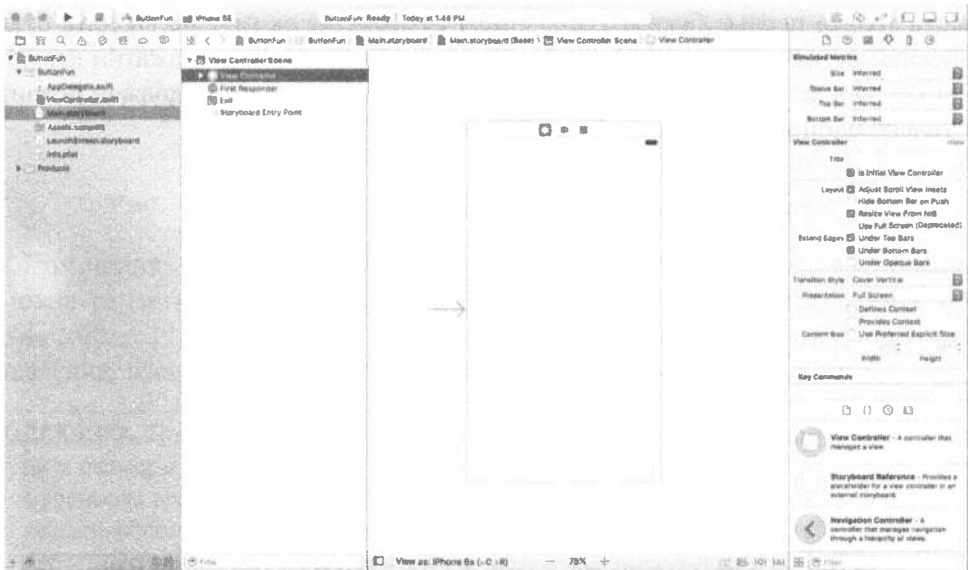 ButtonFun
iPhone SE
ButtonFun: Ready | Today at 1:48 PM
ButtonFun
ButtonFun
Main.storyboard
Main.storyboard (Base)
View Controller Scene
View Controller
ButtonFun
ButtonFun
AppDelegate.swift
ViewController.swift
Main.storyboard
Assets.xcassets
LaunchScreen.storyboard
Info.plist
Products
View Controller Scene
View Controller
First Responder
Exit
Storyboard Entry Point
Simulated Metrics
Size Inferred
Status Bar Inferred
Top Bar Inferred
Bottom Bar Inferred
View Controller
Title
Is Initial View Controller
Layout Adjust Scroll View Insets
Hide Bottom Bar on Push
Resize View From NIB
Use Full Screen (Deprecated)
Extend Edges Under Top Bars
Under Bottom Bars
Under Opaque Bars
Transition Style Cover Vertical
Presentation Full Screen
Defines Context
Provides Context
Content Size Use Preferred Explicit Size
Width Height
Key Commands
View Controller - A controller that
manages a view.
Storyboard Reference - Provides a
placeholder for a view controller in an
external storyboard.
Navigation Controller - A
controller that manages navigation
through a hierarchy of views.
Filter
View as: iPhone 6s
75%
Filter